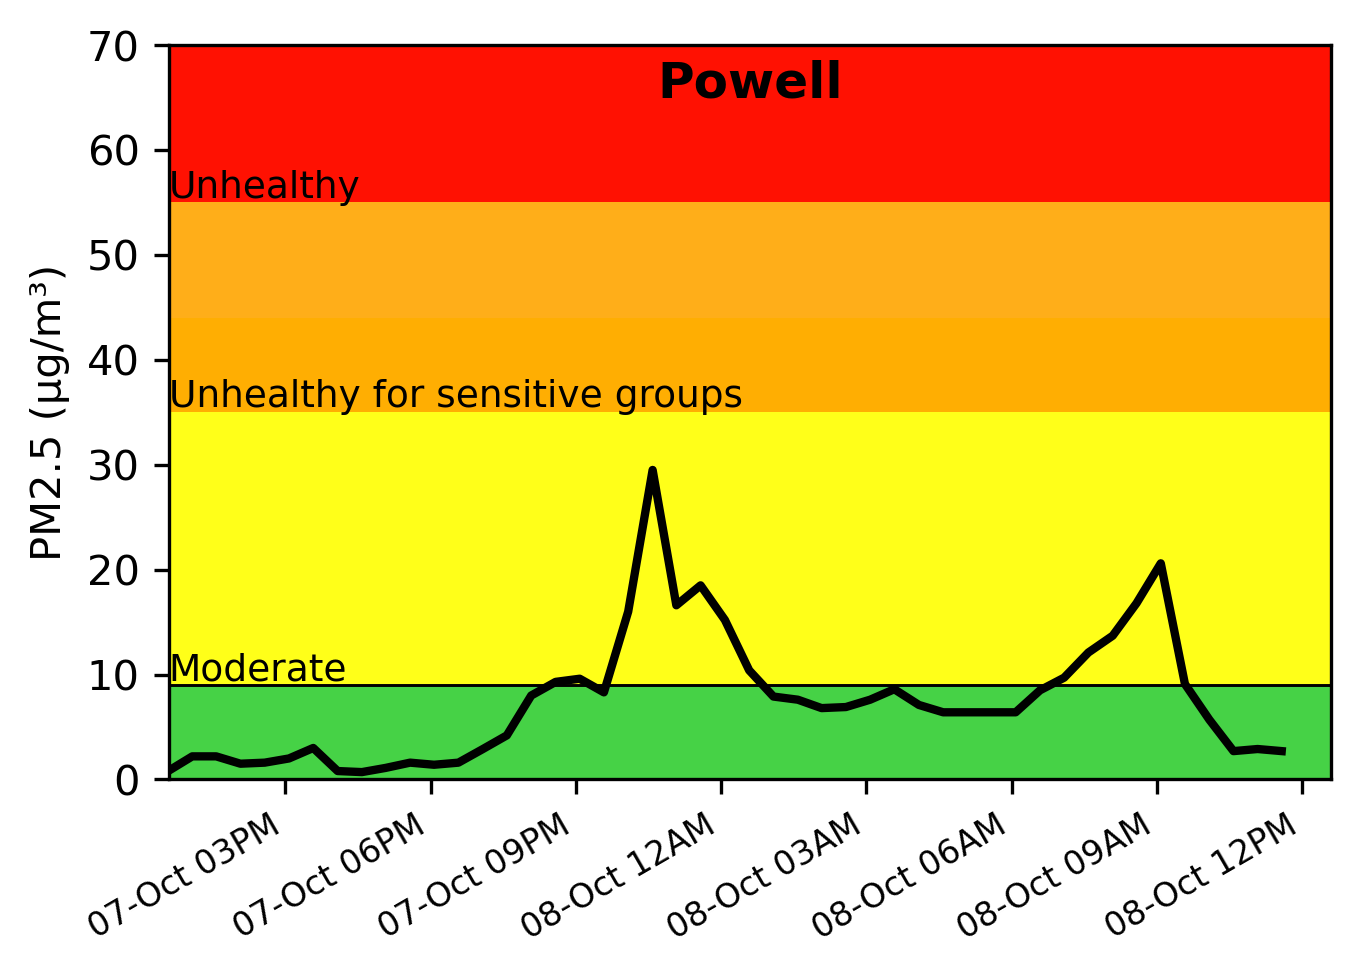 Powell
70
60
50
40
30
20
10
0
PM2.5 (µg/m³)
Unhealthy
Unhealthy for sensitive groups
Moderate
07-Oct 03PM
07-Oct 06PM
07-Oct 09PM
08-Oct 12AM
08-Oct 03AM
08-Oct 06AM
08-Oct 09AM
08-Oct 12PM